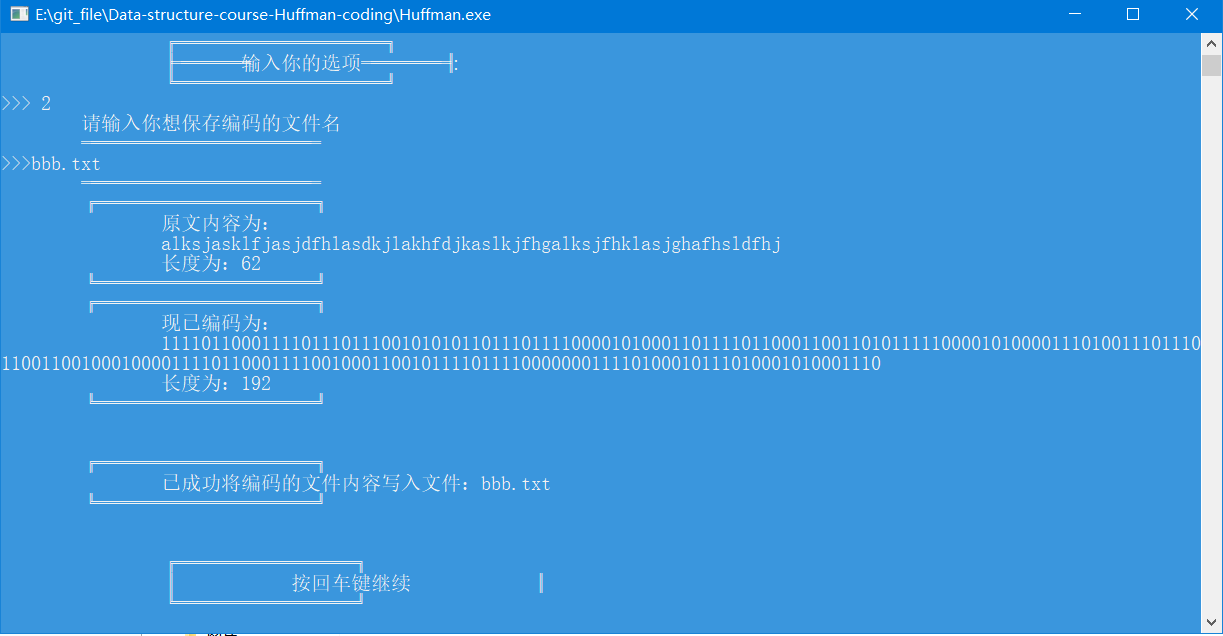 E:\git_file\Data-structure-course-Huffman-coding\Huffman.exe
输入你的选项:
>>> 2
请输入你想保存编码的文件名
>>>bbb.txt
原文内容为:
alksjasklfjasjdfhlasdkjlakhfdjkaslkjfhgalksjfhklasjghafhsldfhj
长度为: 62
现已编码为:
11110110001111011101110010101011011101111000010100011011110110001100110101111100001010000111010011101110
1100110010001000011110110001111001000110010111101111000000011110100010111010001010001110
长度为: 192
已成功将编码的文件内容写入文件: bbb.txt
按回车键继续